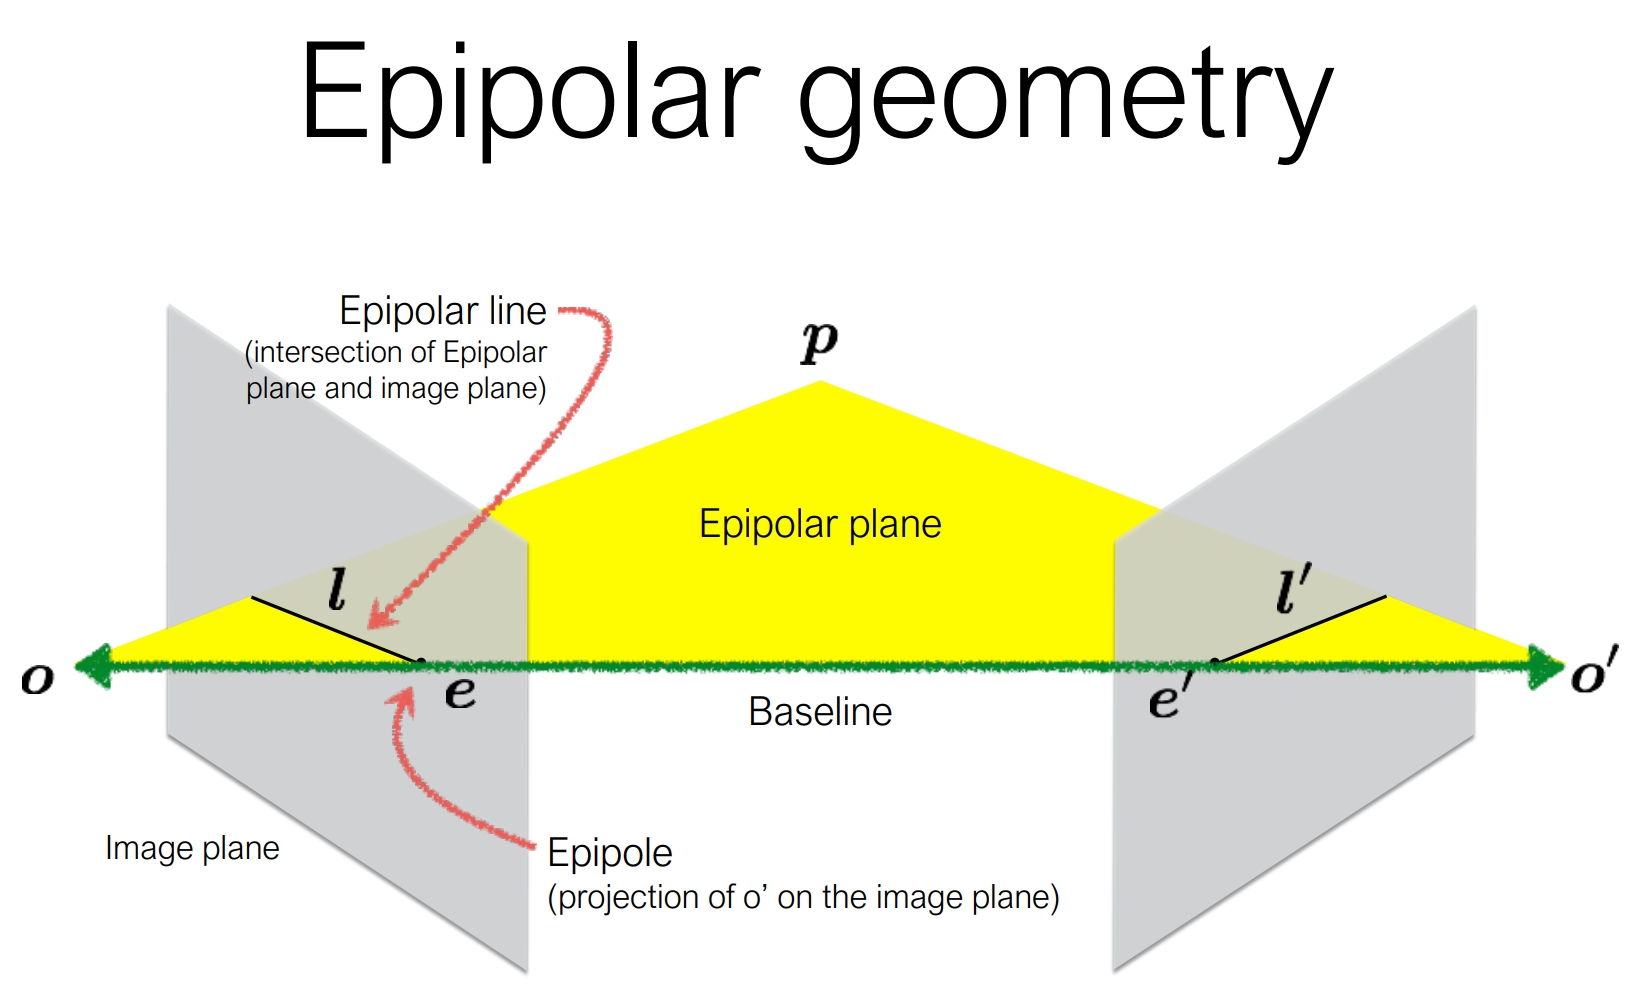 Epipolar geometry
Epipolar line
(intersection of Epipolar
plane and image plane)
p
Epipolar plane
l
l′
o
e
e′
o′
Baseline
Image plane
Epipole
(projection of o’ on the image plane)